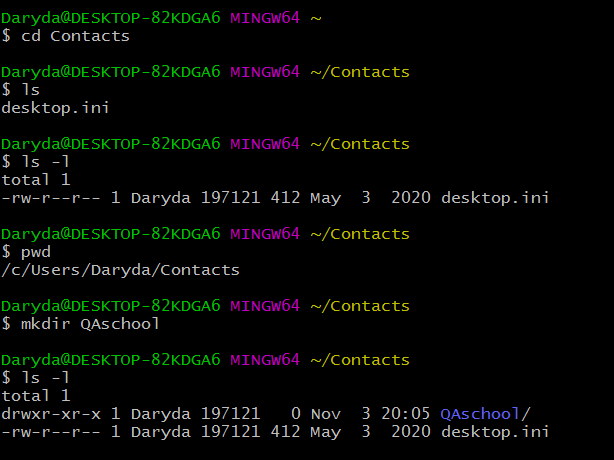 Daryda@DESKTOP-82KDGA6 MINGW64 ~
$ cd Contacts
Daryda@DESKTOP-82KDGA6 MINGW64 ~/Contacts
$ ls
desktop.ini
Daryda@DESKTOP-82KDGA6 MINGW64 ~/Contacts
$ ls -l
total 1
-rw-r--r-- 1 Daryda 197121 412 May  3  2020 desktop.ini
Daryda@DESKTOP-82KDGA6 MINGW64 ~/Contacts
$ pwd
/c/Users/Daryda/Contacts
Daryda@DESKTOP-82KDGA6 MINGW64 ~/Contacts
$ mkdir QAschool
Daryda@DESKTOP-82KDGA6 MINGW64 ~/Contacts
$ ls -l
total 1
drwxr-xr-x 1 Daryda 197121   0 Nov  3 20:05 QAschool/
-rw-r--r-- 1 Daryda 197121 412 May  3  2020 desktop.ini